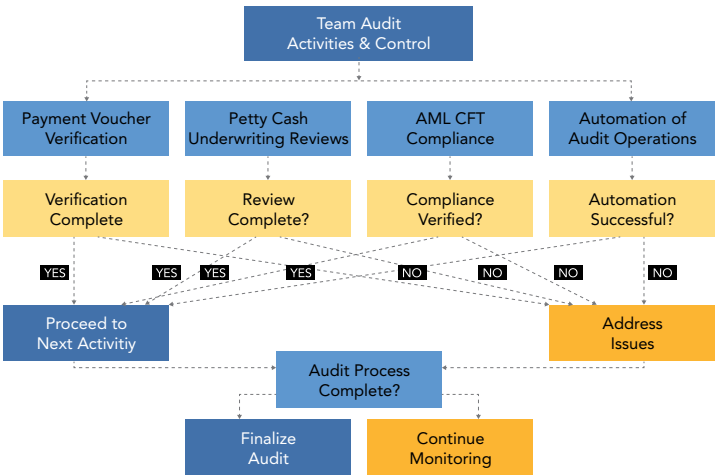 Team Audit
Activities & Control
Payment Voucher
Verification
Petty Cash
Underwriting Reviews
AML CFT
Compliance
Automation of
Audit Operations
Verification
Complete
Review
Complete?
Compliance
Verified?
Automation
Successful?
YES
YES
YES
YES
NO
NO
NO
NO
Proceed to
Next Activitiy
Address
Issues
Audit Process
Complete?
Finalize
Audit
Continue
Monitoring